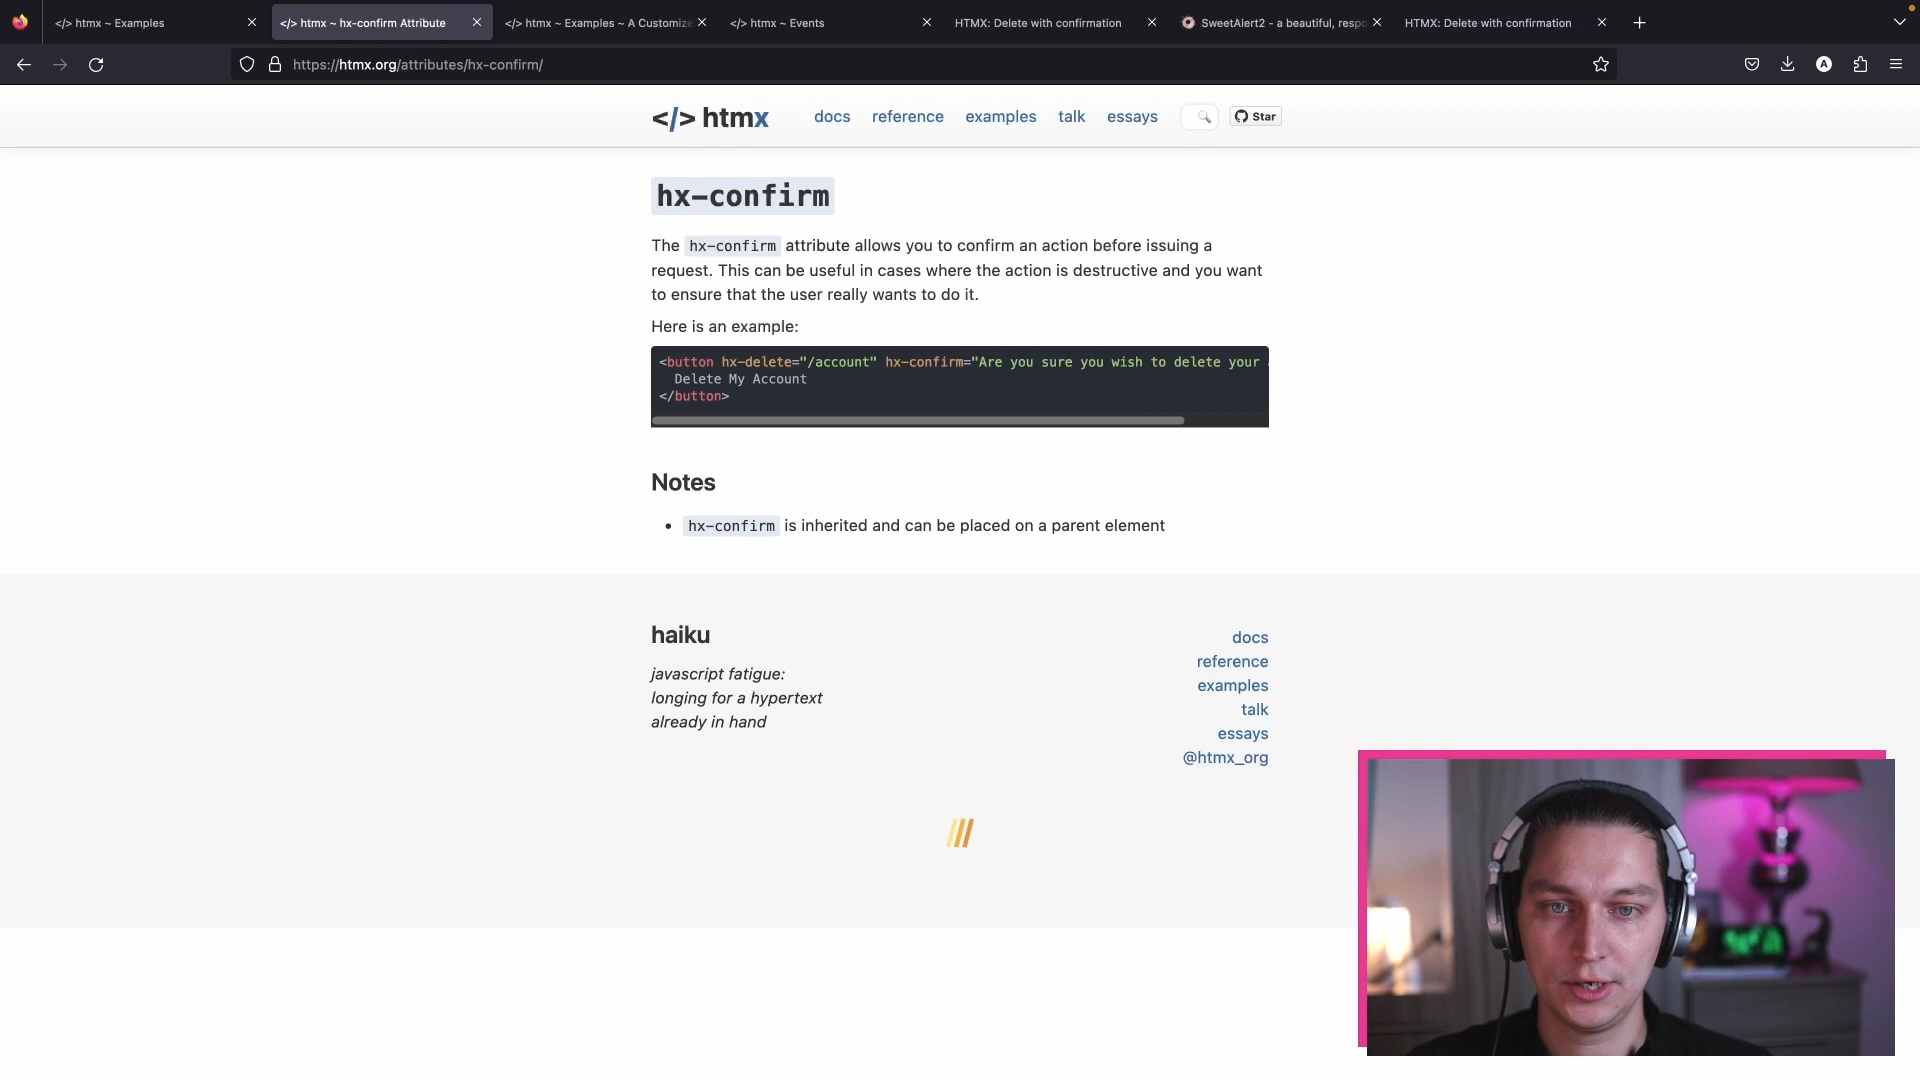 </> htmx ~ Examples
</> htmx ~ hx-confirm Attribute
</> htmx ~ Examples ~ A Customize
</> htmx ~ Events
HTMX: Delete with confirmation
SweetAlert2 - a beautiful, respo
HTMX: Delete with confirmation
https://htmx.org/attributes/hx-confirm/
A
</> htmx
docs
reference
examples
talk
essays
Star
hx-confirm
The hx-confirm attribute allows you to confirm an action before issuing a
request. This can be useful in cases where the action is destructive and you want
to ensure that the user really wants to do it.
Here is an example:
<button hx-delete="/account" hx-confirm="Are you sure you wish to delete your
Delete My Account
</button>
Notes
• hx-confirm is inherited and can be placed on a parent element
haiku
javascript fatigue:
longing for a hypertext
already in hand
docs
reference
examples
talk
essays
@htmx_org
///